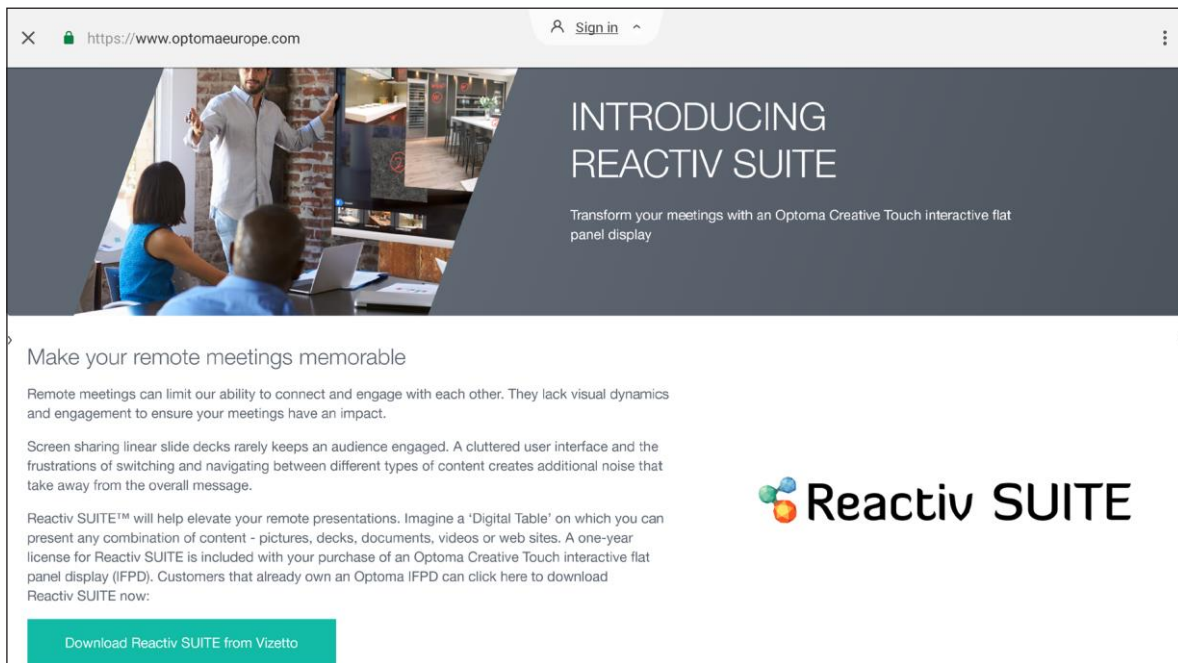 https://www.optomaeurope.com
Sign in
INTRODUCING
REACTIV SUITE
Transform your meetings with an Optoma Creative Touch interactive flat
panel display
Make your remote meetings memorable
Remote meetings can limit our ability to connect and engage with each other. They lack visual dynamics
and engagement to ensure your meetings have an impact.
Screen sharing linear slide decks rarely keeps an audience engaged. A cluttered user interface and the
frustrations of switching and navigating between different types of content creates additional noise that
take away from the overall message.
Reactiv SUITE™ will help elevate your remote presentations. Imagine a ‘Digital Table’ on which you can
present any combination of content - pictures, decks, documents, videos or web sites. A one-year
license for Reactiv SUITE is included with your purchase of an Optoma Creative Touch interactive flat
panel display (IFPD). Customers that already own an Optoma IFPD can click here to download
Reactiv SUITE now:
Download Reactiv SUITE from Vizetto
Reactiv SUITE